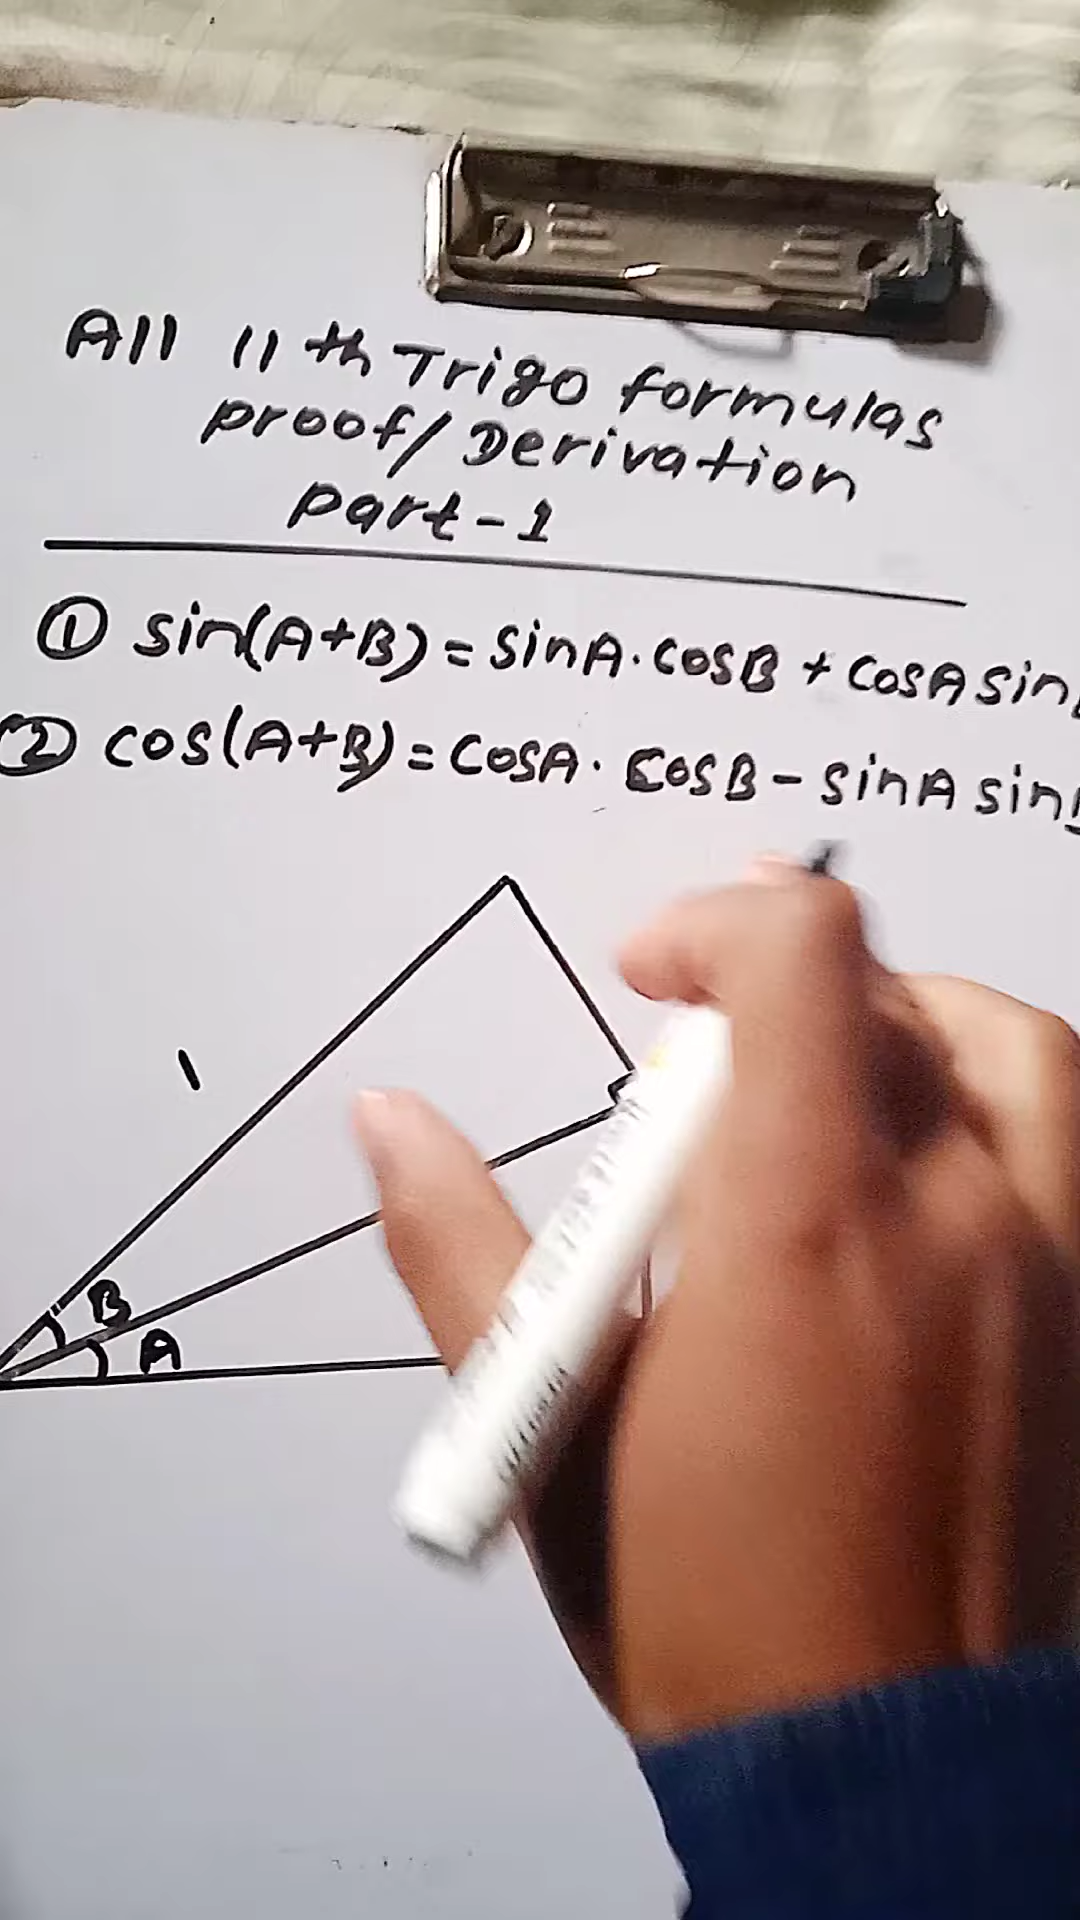 All 11th Trigo formulas
proof/Derivation
part-1
① sin(A+B)=sinA.cosB + cosA sin
② cos(A+B)=cosA. cosB - sinA sin
1
B
A